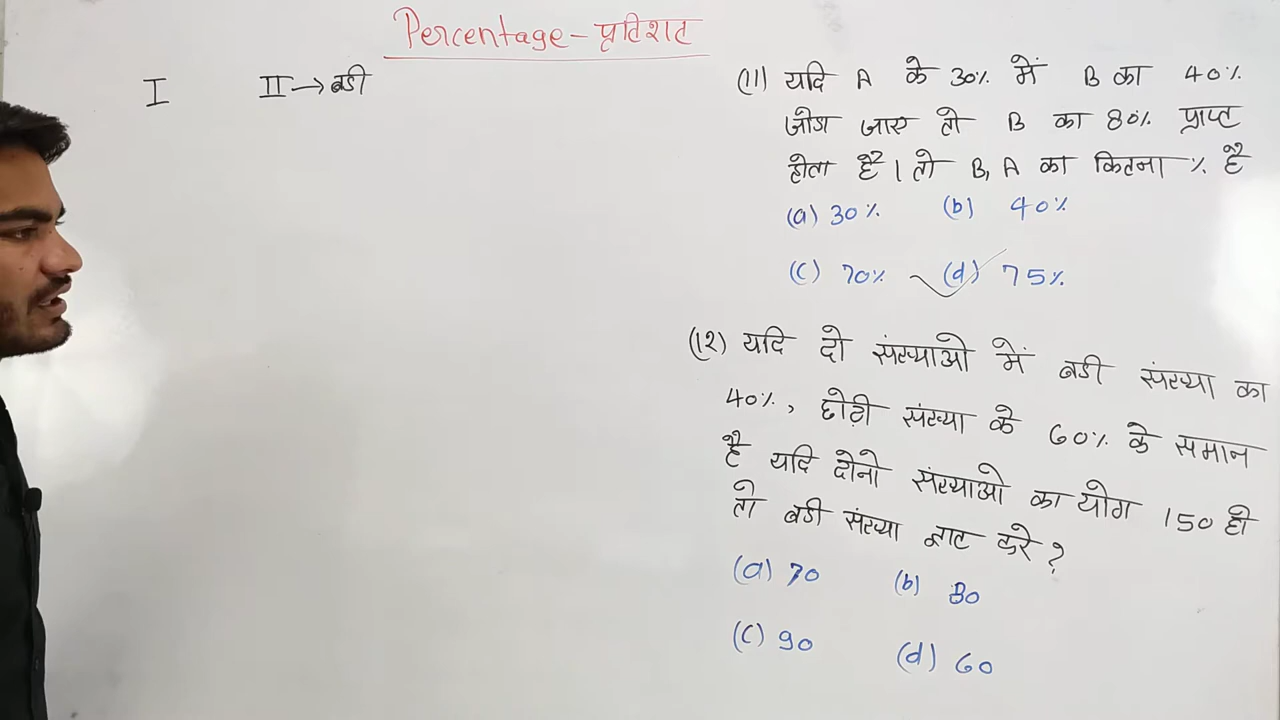 Percentage - प्रतिशत
I II → बडी
(11) यदि A के 30% में B का 40%
जोडा जाए तो B का 80% प्राप्त
होता है। तो B, A का कितना % है
(a) 30% (b) 40%
(c) 70% (d) 75%
(12) यदि दो संख्याओ में बडी संख्या का
40%, छोटी संख्या के 60% के समान
है यदि दोनो संख्याओ का योग 150 हो
तो बडी संख्या ज्ञात करे?
(a) 70 (b) 80
(c) 90 (d) 60